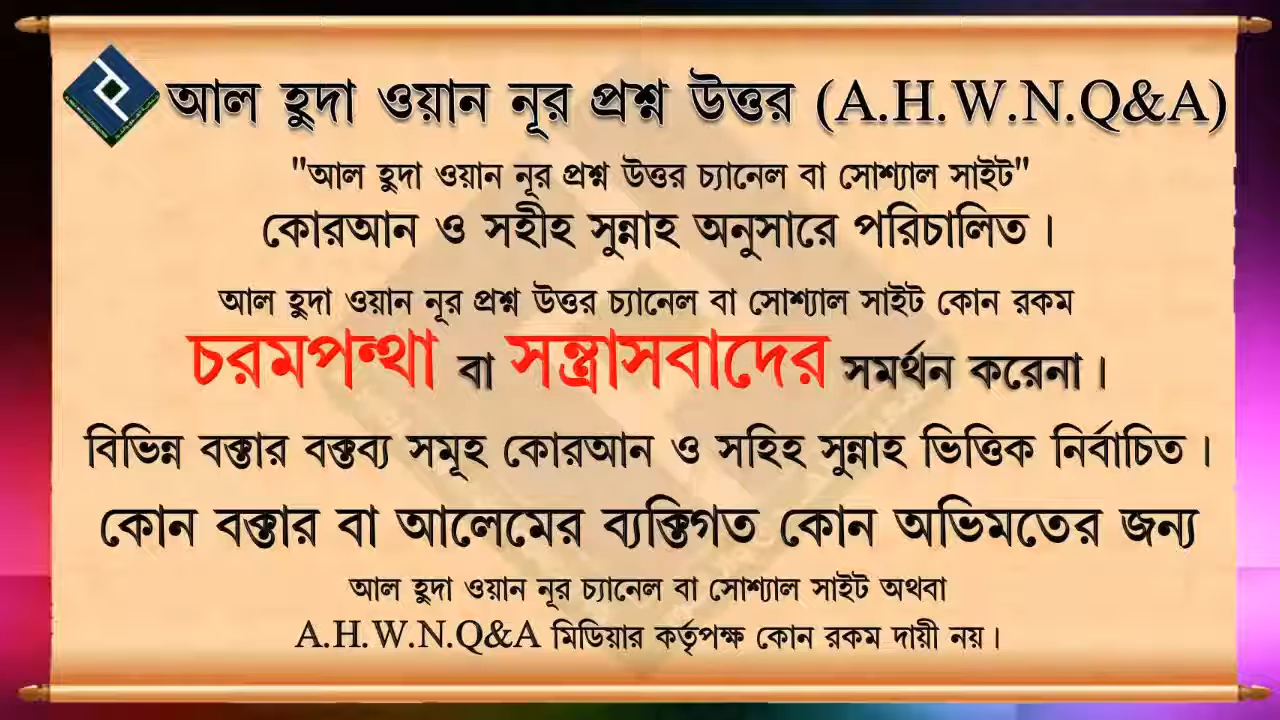 আল হুদা ওয়ান নূর প্রশ্ন উত্তর (A.H.W.N.Q&A)
"আল হুদা ওয়ান নূর প্রশ্ন উত্তর চ্যানেল বা সোশ্যাল সাইট"
কোরআন ও সহীহ সুন্নাহ অনুসারে পরিচালিত।
আল হুদা ওয়ান নূর প্রশ্ন উত্তর চ্যানেল বা সোশ্যাল সাইট কোন রকম
চরমপন্থা বা সন্ত্রাসবাদের সমর্থন করেনা।
বিভিন্ন বক্তার বক্তব্য সমূহ কোরআন ও সহিহ সুন্নাহ ভিত্তিক নির্বাচিত।
কোন বক্তার বা আলেমের ব্যক্তিগত কোন অভিমতের জন্য
আল হুদা ওয়ান নূর চ্যানেল বা সোশ্যাল সাইট অথবা
A.H.W.N.Q&A মিডিয়ার কর্তৃপক্ষ কোন রকম দায়ী নয়।